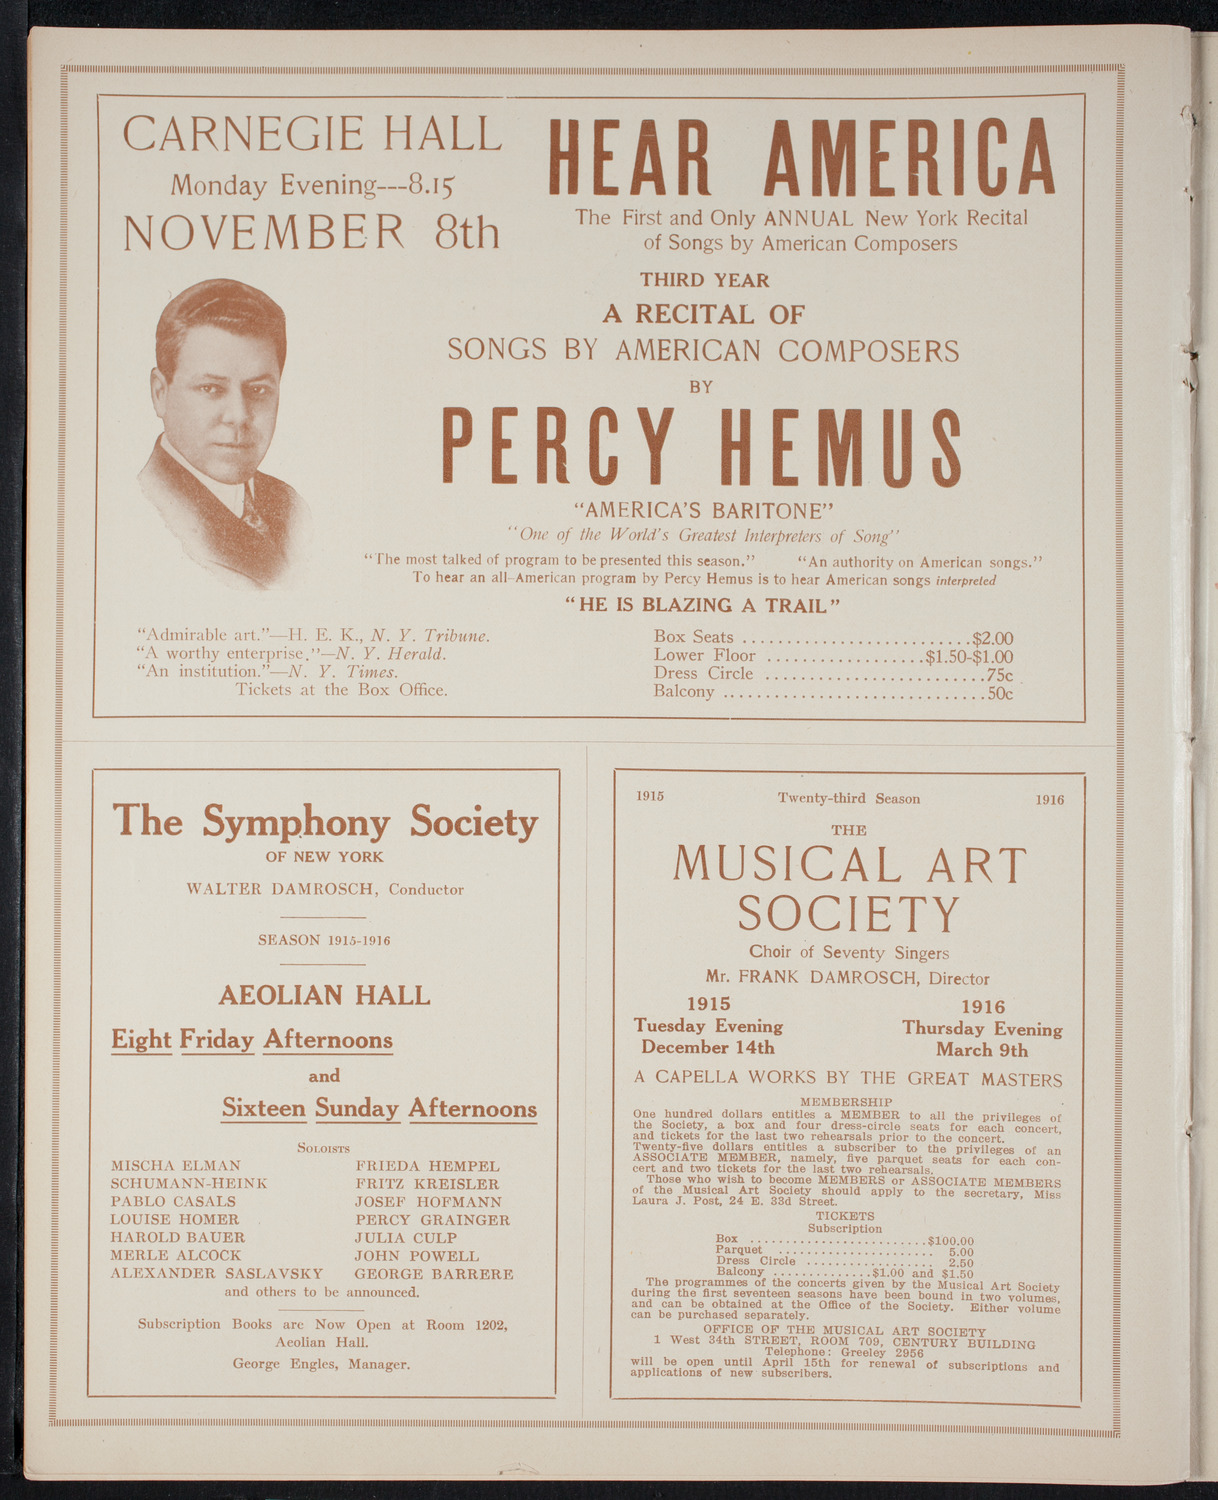 CARNEGIE HALL
Monday Evening---8.15
NOVEMBER 8th
HEAR AMERICA
The First and Only ANNUAL New York Recital
of Songs by American Composers
THIRD YEAR
A RECITAL OF
SONGS BY AMERICAN COMPOSERS
BY
PERCY HEMUS
"AMERICA'S BARITONE"
"One of the World's Greatest Interpreters of Song"
"The most talked of program to be presented this season." "An authority on American songs."
To hear an all-American program by Percy Hemus is to hear American songs interpreted
"HE IS BLAZING A TRAIL"
"Admirable art."—H. E. K., N. Y. Tribune.
"A worthy enterprise."—N. Y. Herald.
"An institution."—N. Y. Times.
Tickets at the Box Office.
Box Seats ..........................$2.00
Lower Floor ..................$1.50-$1.00
Dress Circle .........................75c
Balcony ..............................50c
The Symphony Society
OF NEW YORK
WALTER DAMROSCH, Conductor
SEASON 1915-1916
AEOLIAN HALL
Eight Friday Afternoons
and
Sixteen Sunday Afternoons
SOLOISTS
MISCHA ELMAN FRIEDA HEMPEL
SCHUMANN-HEINK FRITZ KREISLER
PABLO CASALS JOSEF HOFMANN
LOUISE HOMER PERCY GRAINGER
HAROLD BAUER JULIA CULP
MERLE ALCOCK JOHN POWELL
ALEXANDER SASLAVSKY GEORGE BARRERE
and others to be announced.
Subscription Books are Now Open at Room 1202,
Aeolian Hall.
George Engles, Manager.
1915 Twenty-third Season 1916
THE
MUSICAL ART
SOCIETY
Choir of Seventy Singers
Mr. FRANK DAMROSCH, Director
1915 1916
Tuesday Evening Thursday Evening
December 14th March 9th
A CAPELLA WORKS BY THE GREAT MASTERS
MEMBERSHIP
One hundred dollars entitles a MEMBER to all the privileges of
the Society, a box and four dress-circle seats for each concert,
and tickets for the last two rehearsals prior to the concert.
Twenty-five dollars entitles a subscriber to the privileges of an
ASSOCIATE MEMBER, namely, five parquet seats for each con-
cert and two tickets for the last two rehearsals.
Those who wish to become MEMBERS or ASSOCIATE MEMBERS
of the Musical Art Society should apply to the secretary, Miss
Laura J. Post, 24 E. 33d Street.
TICKETS
Subscription
Box ..........................$100.00
Parquet ...................... 5.00
Dress Circle .................. 2.50
Balcony ..............$1.00 and $1.50
The programmes of the concerts given by the Musical Art Society
during the first seventeen seasons have been bound in two volumes,
and can be obtained at the Office of the Society. Either volume
can be purchased separately.
OFFICE OF THE MUSICAL ART SOCIETY
1 West 34th STREET, ROOM 709, CENTURY BUILDING
Telephone: Greeley 2956
will be open until April 15th for renewal of subscriptions and
applications of new subscribers.